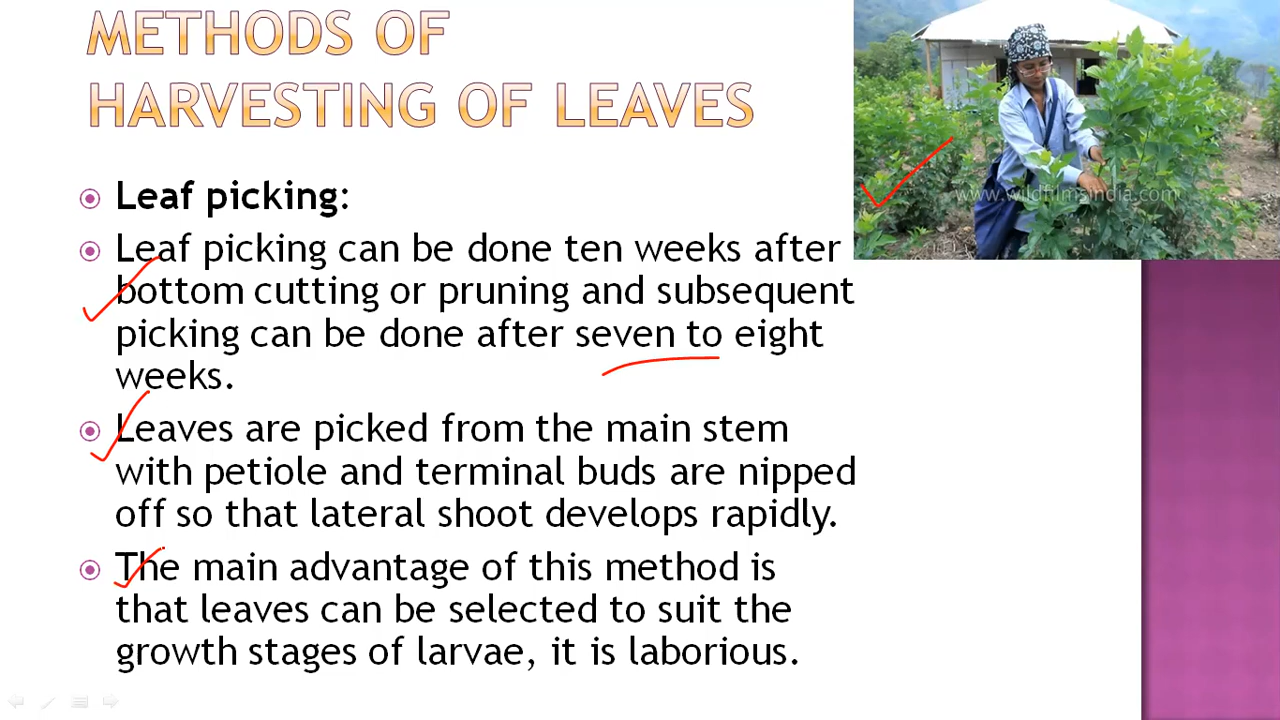 METHODS OF
HARVESTING OF LEAVES
Leaf picking:
Leaf picking can be done ten weeks after
bottom cutting or pruning and subsequent
picking can be done after seven to eight
weeks.
Leaves are picked from the main stem
with petiole and terminal buds are nipped
off so that lateral shoot develops rapidly.
The main advantage of this method is
that leaves can be selected to suit the
growth stages of larvae, it is laborious.
www.wildfilmsindia.com